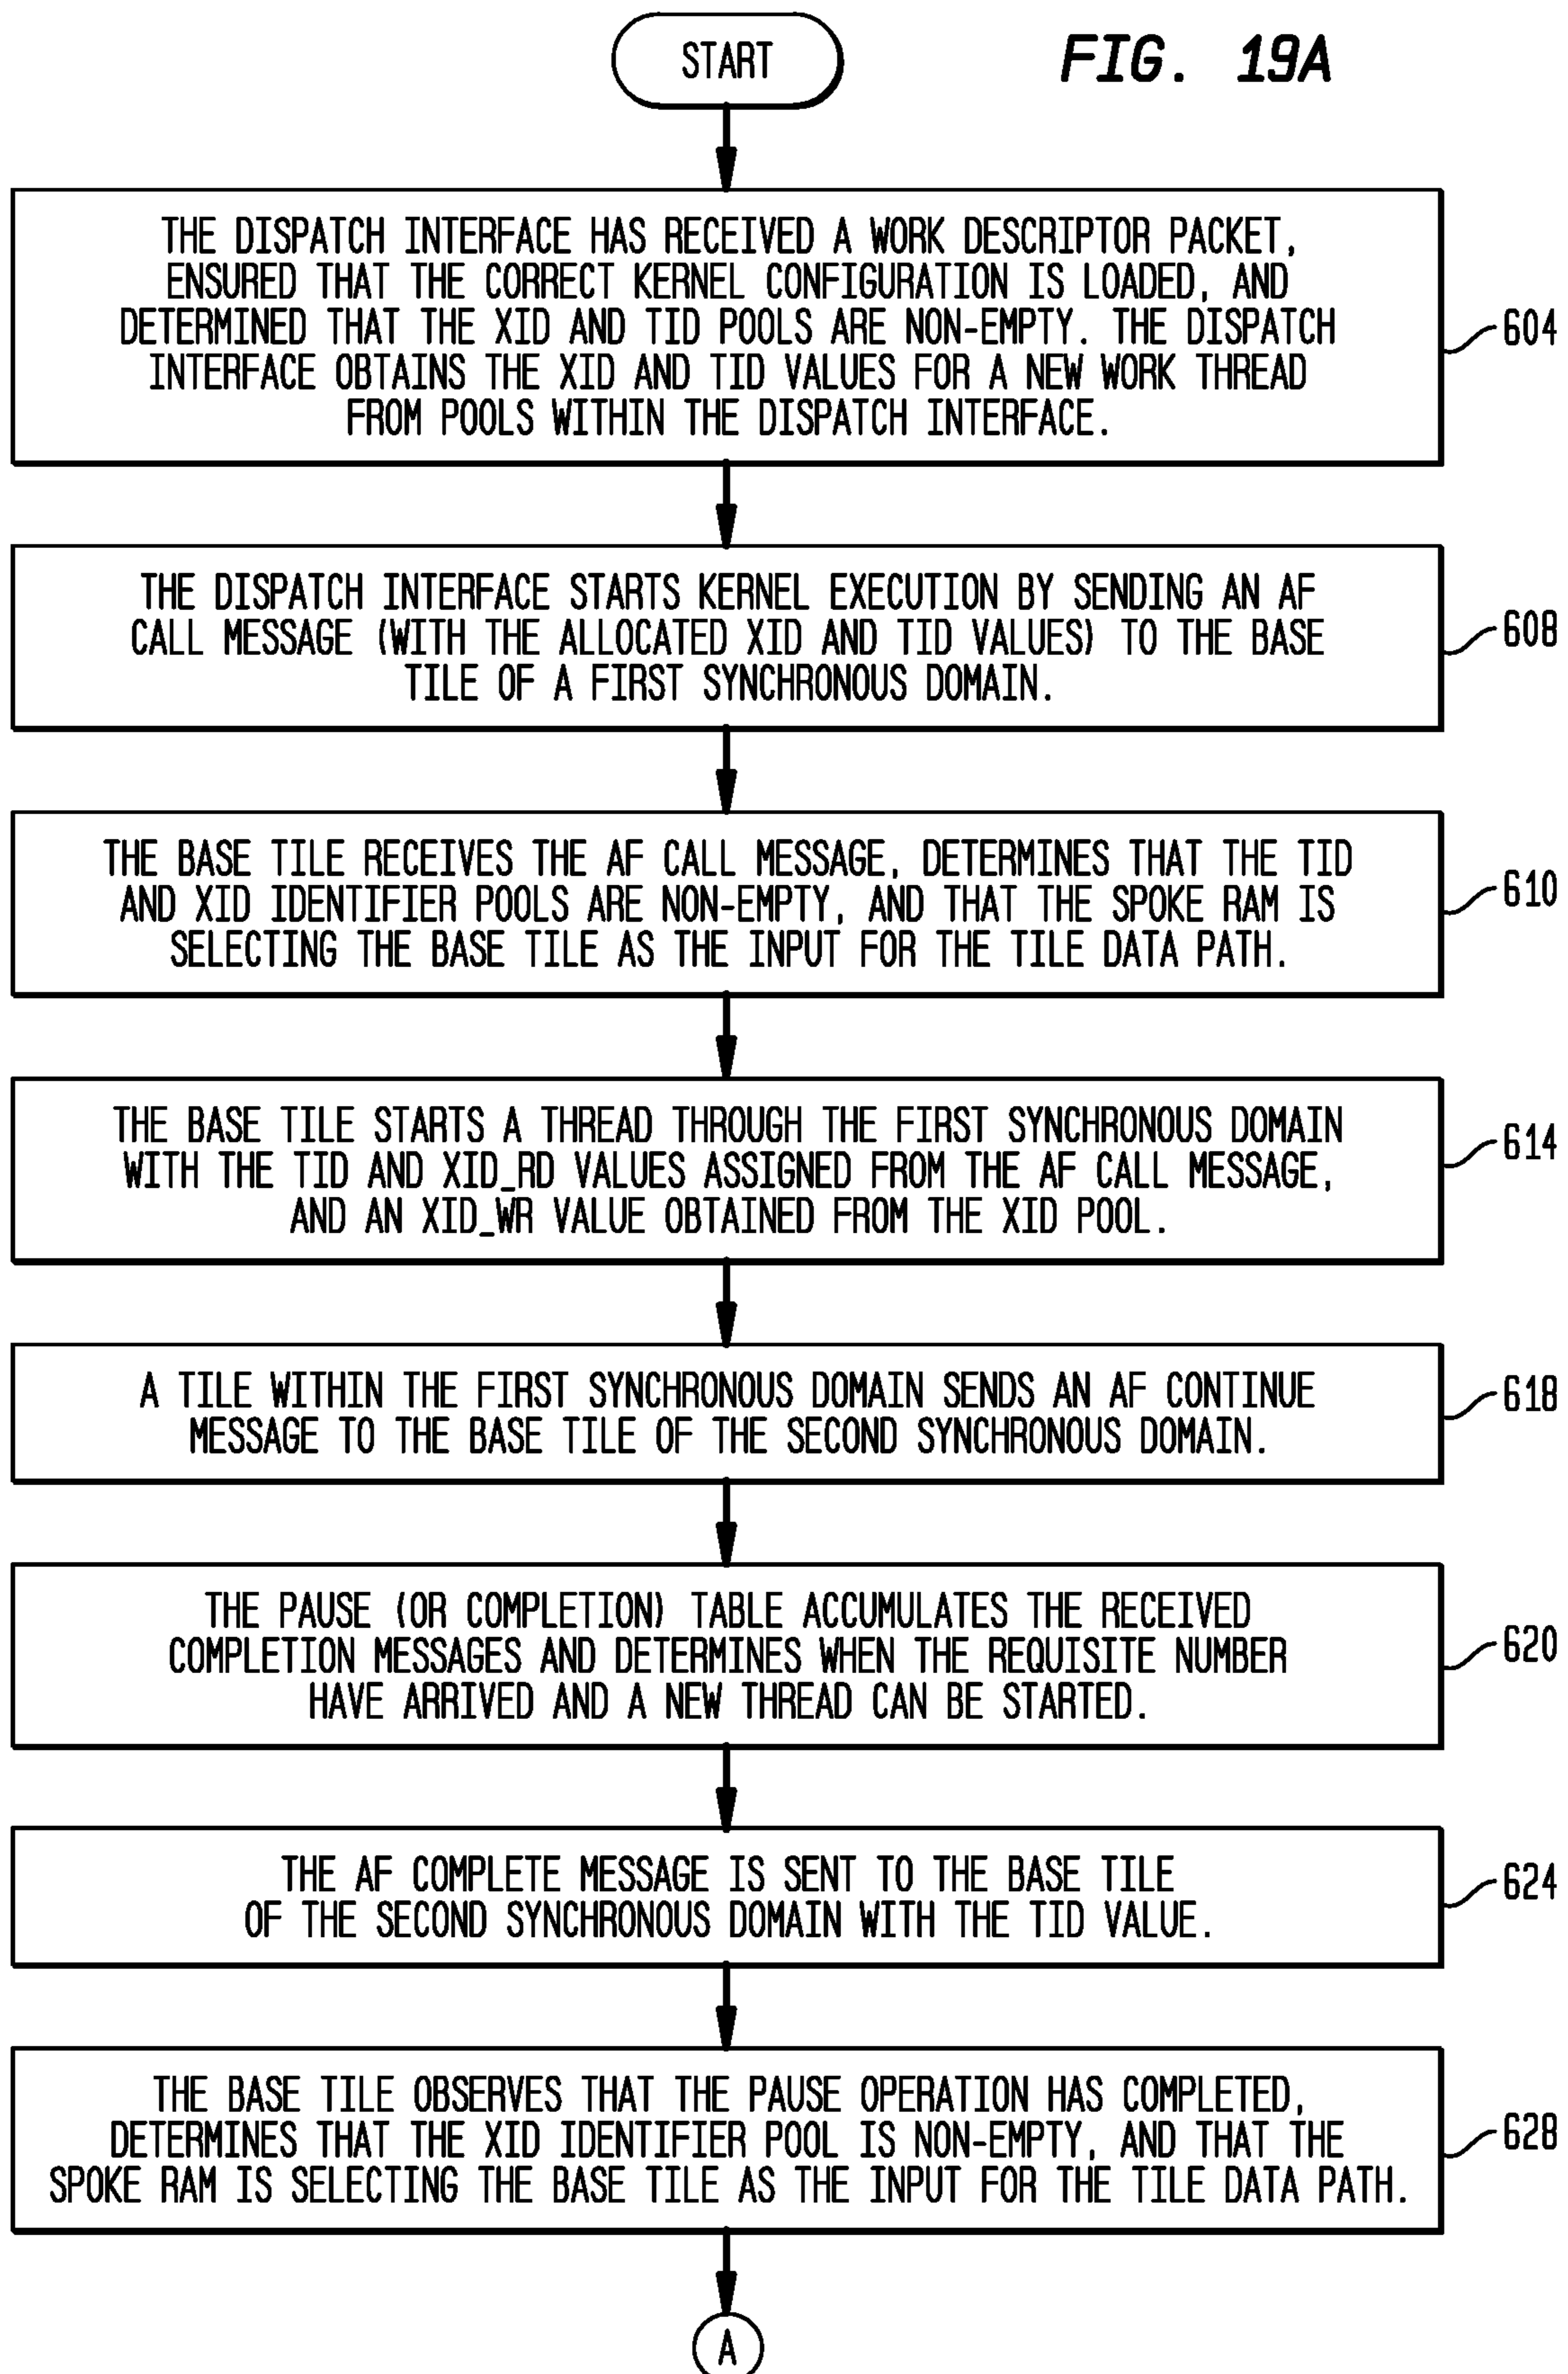 START
FIG. 19A
THE DISPATCH INTERFACE HAS RECEIVED A WORK DESCRIPTOR PACKET,
ENSURED THAT THE CORRECT KERNEL CONFIGURATION IS LOADED, AND
DETERMINED THAT THE XID AND TID POOLS ARE NON-EMPTY. THE DISPATCH
INTERFACE OBTAINS THE XID AND TID VALUES FOR A NEW WORK THREAD
FROM POOLS WITHIN THE DISPATCH INTERFACE.
604
THE DISPATCH INTERFACE STARTS KERNEL EXECUTION BY SENDING AN AF
CALL MESSAGE (WITH THE ALLOCATED XID AND TID VALUES) TO THE BASE
TILE OF A FIRST SYNCHRONOUS DOMAIN.
608
THE BASE TILE RECEIVES THE AF CALL MESSAGE, DETERMINES THAT THE TID
AND XID IDENTIFIER POOLS ARE NON-EMPTY, AND THAT THE SPOKE RAM IS
SELECTING THE BASE TILE AS THE INPUT FOR THE TILE DATA PATH.
610
THE BASE TILE STARTS A THREAD THROUGH THE FIRST SYNCHRONOUS DOMAIN
WITH THE TID AND XID_RD VALUES ASSIGNED FROM THE AF CALL MESSAGE,
AND AN XID_WR VALUE OBTAINED FROM THE XID POOL.
614
A TILE WITHIN THE FIRST SYNCHRONOUS DOMAIN SENDS AN AF CONTINUE
MESSAGE TO THE BASE TILE OF THE SECOND SYNCHRONOUS DOMAIN.
618
THE PAUSE (OR COMPLETION) TABLE ACCUMULATES THE RECEIVED
COMPLETION MESSAGES AND DETERMINES WHEN THE REQUISITE NUMBER
HAVE ARRIVED AND A NEW THREAD CAN BE STARTED.
620
THE AF COMPLETE MESSAGE IS SENT TO THE BASE TILE
OF THE SECOND SYNCHRONOUS DOMAIN WITH THE TID VALUE.
624
THE BASE TILE OBSERVES THAT THE PAUSE OPERATION HAS COMPLETED,
DETERMINES THAT THE XID IDENTIFIER POOL IS NON-EMPTY, AND THAT THE
SPOKE RAM IS SELECTING THE BASE TILE AS THE INPUT FOR THE TILE DATA PATH.
628
A